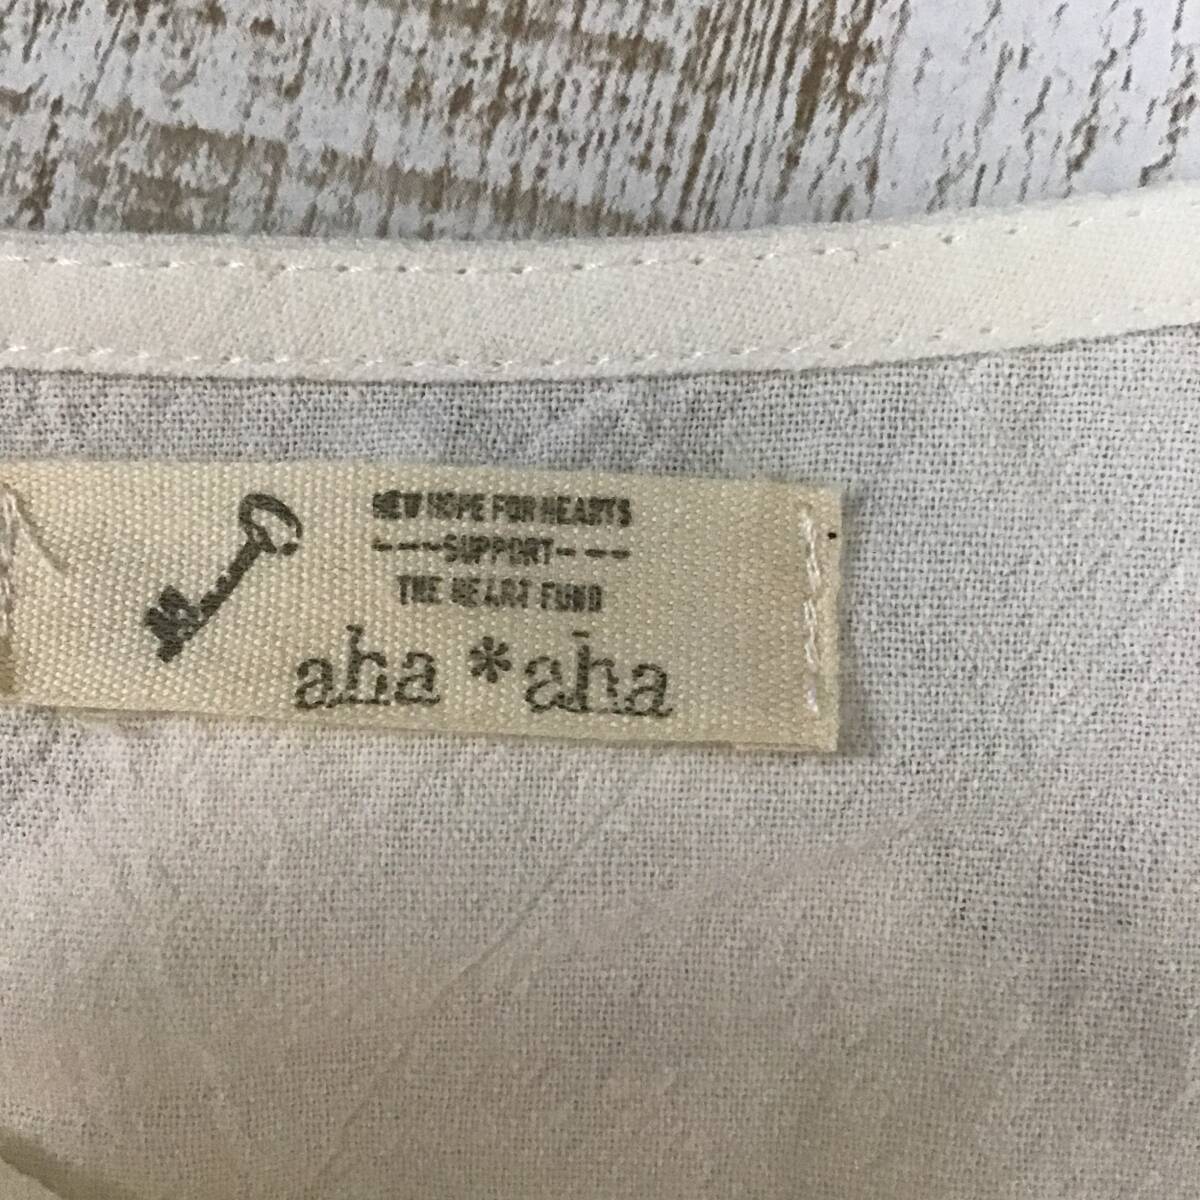 NEW HOPE FOR HEARTS
---SUPPORT---
THE HEART FUND
aha *aha